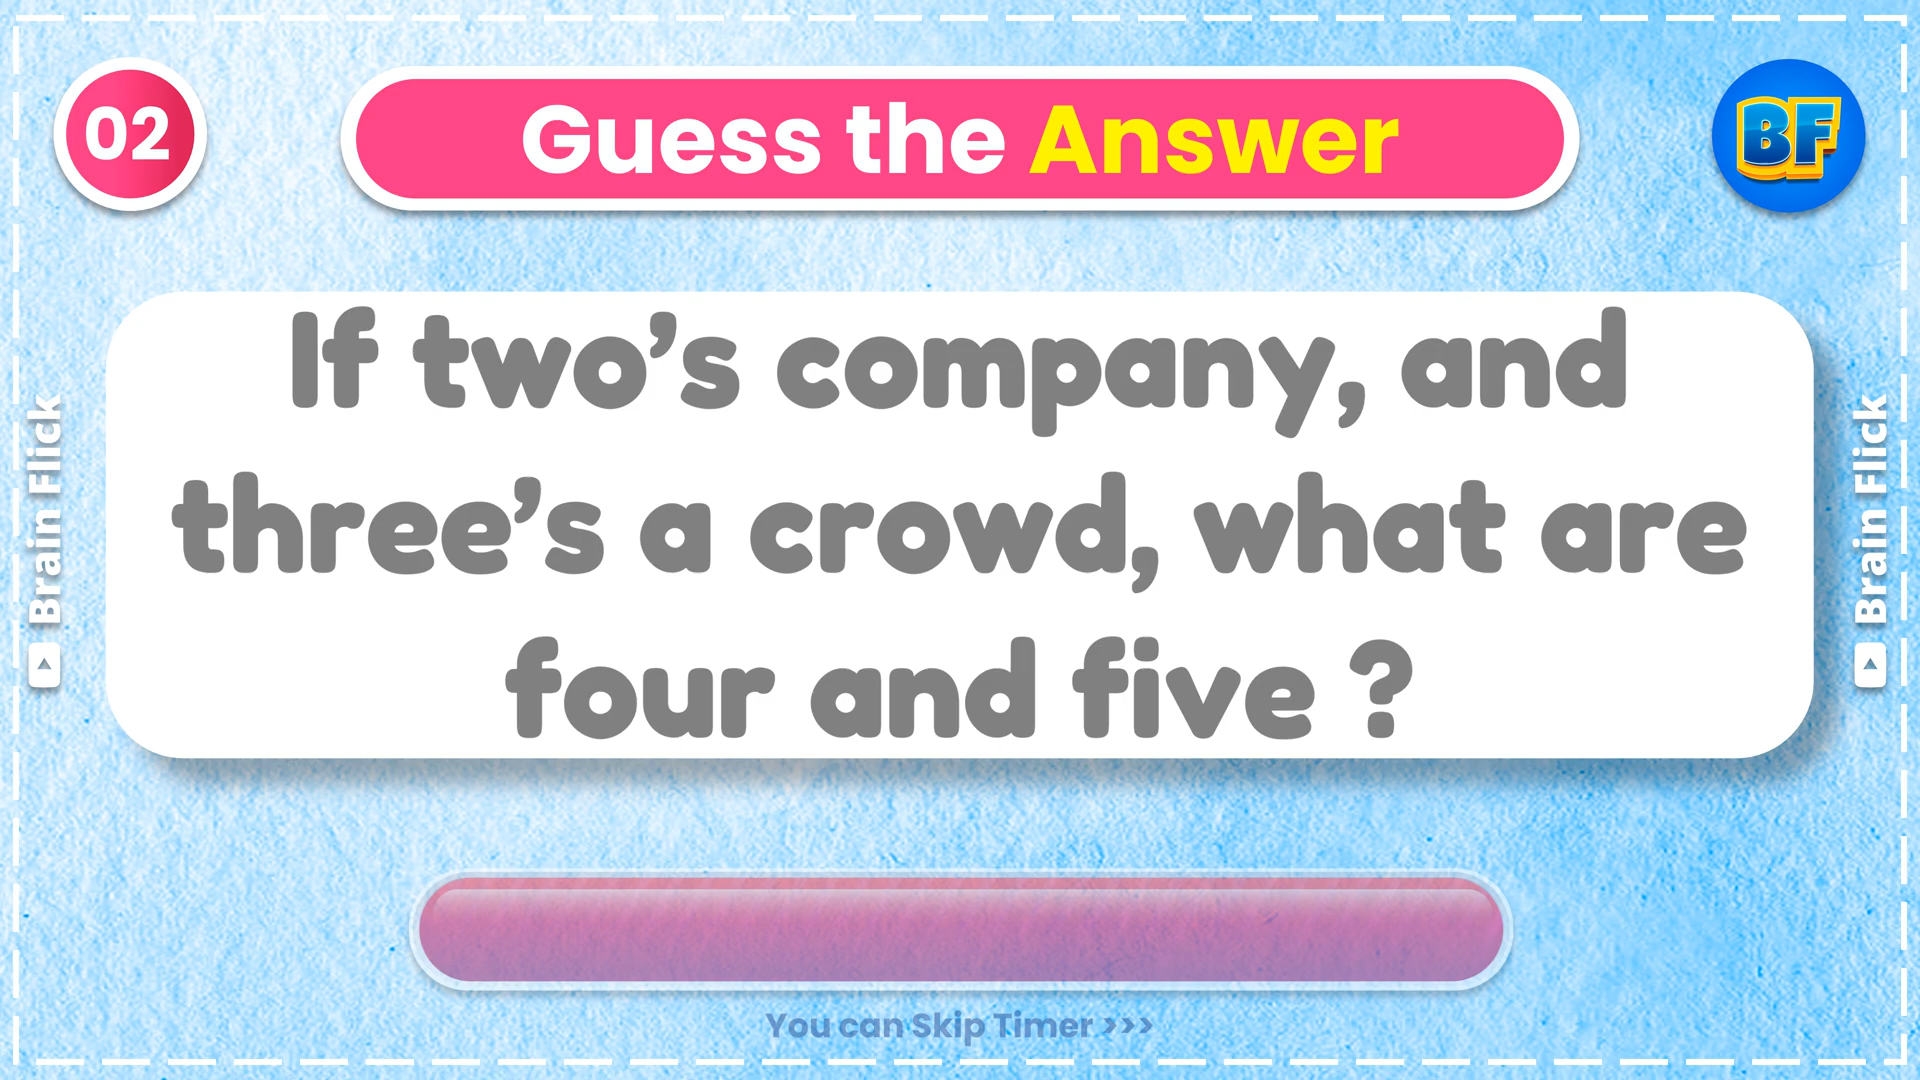 02
Guess the Answer
BF
If two’s company, and
three’s a crowd, what are
four and five ?
Brain Flick
Brain Flick
You can Skip Timer >>>